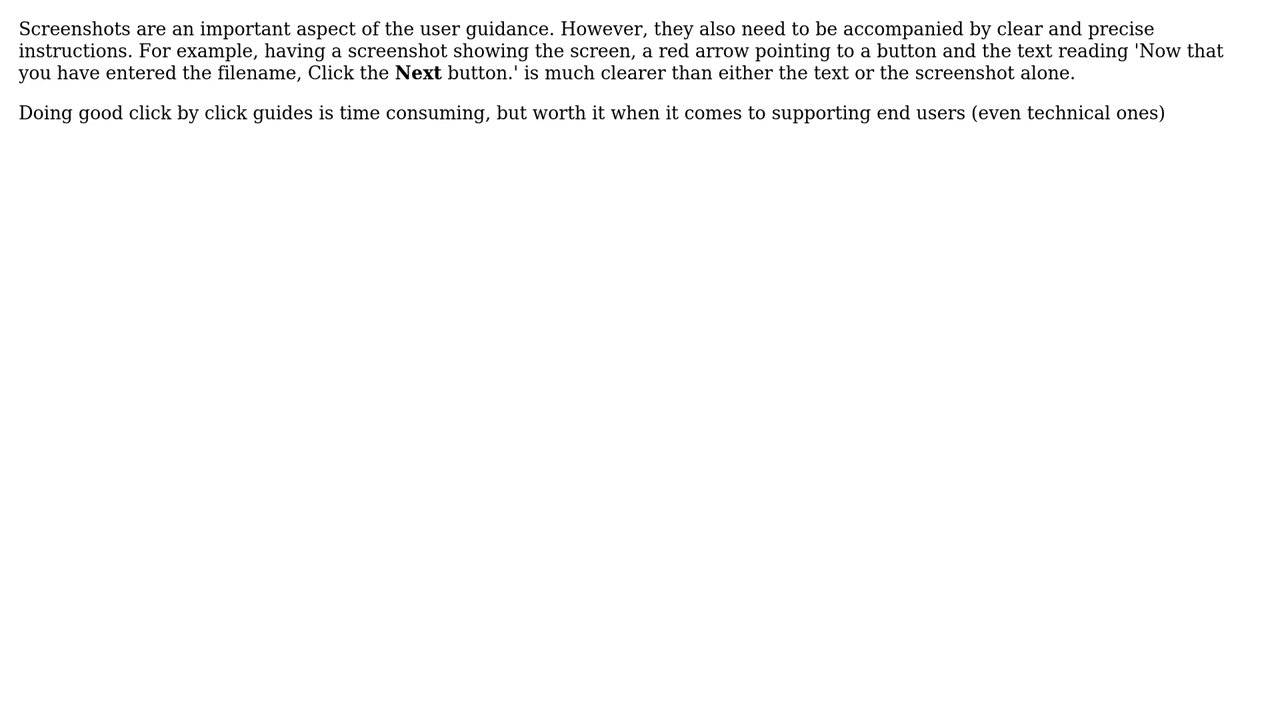 Screenshots are an important aspect of the user guidance. However, they also need to be accompanied by clear and precise
instructions. For example, having a screenshot showing the screen, a red arrow pointing to a button and the text reading 'Now that
you have entered the filename, Click the Next button.' is much clearer than either the text or the screenshot alone.
Doing good click by click guides is time consuming, but worth it when it comes to supporting end users (even technical ones)